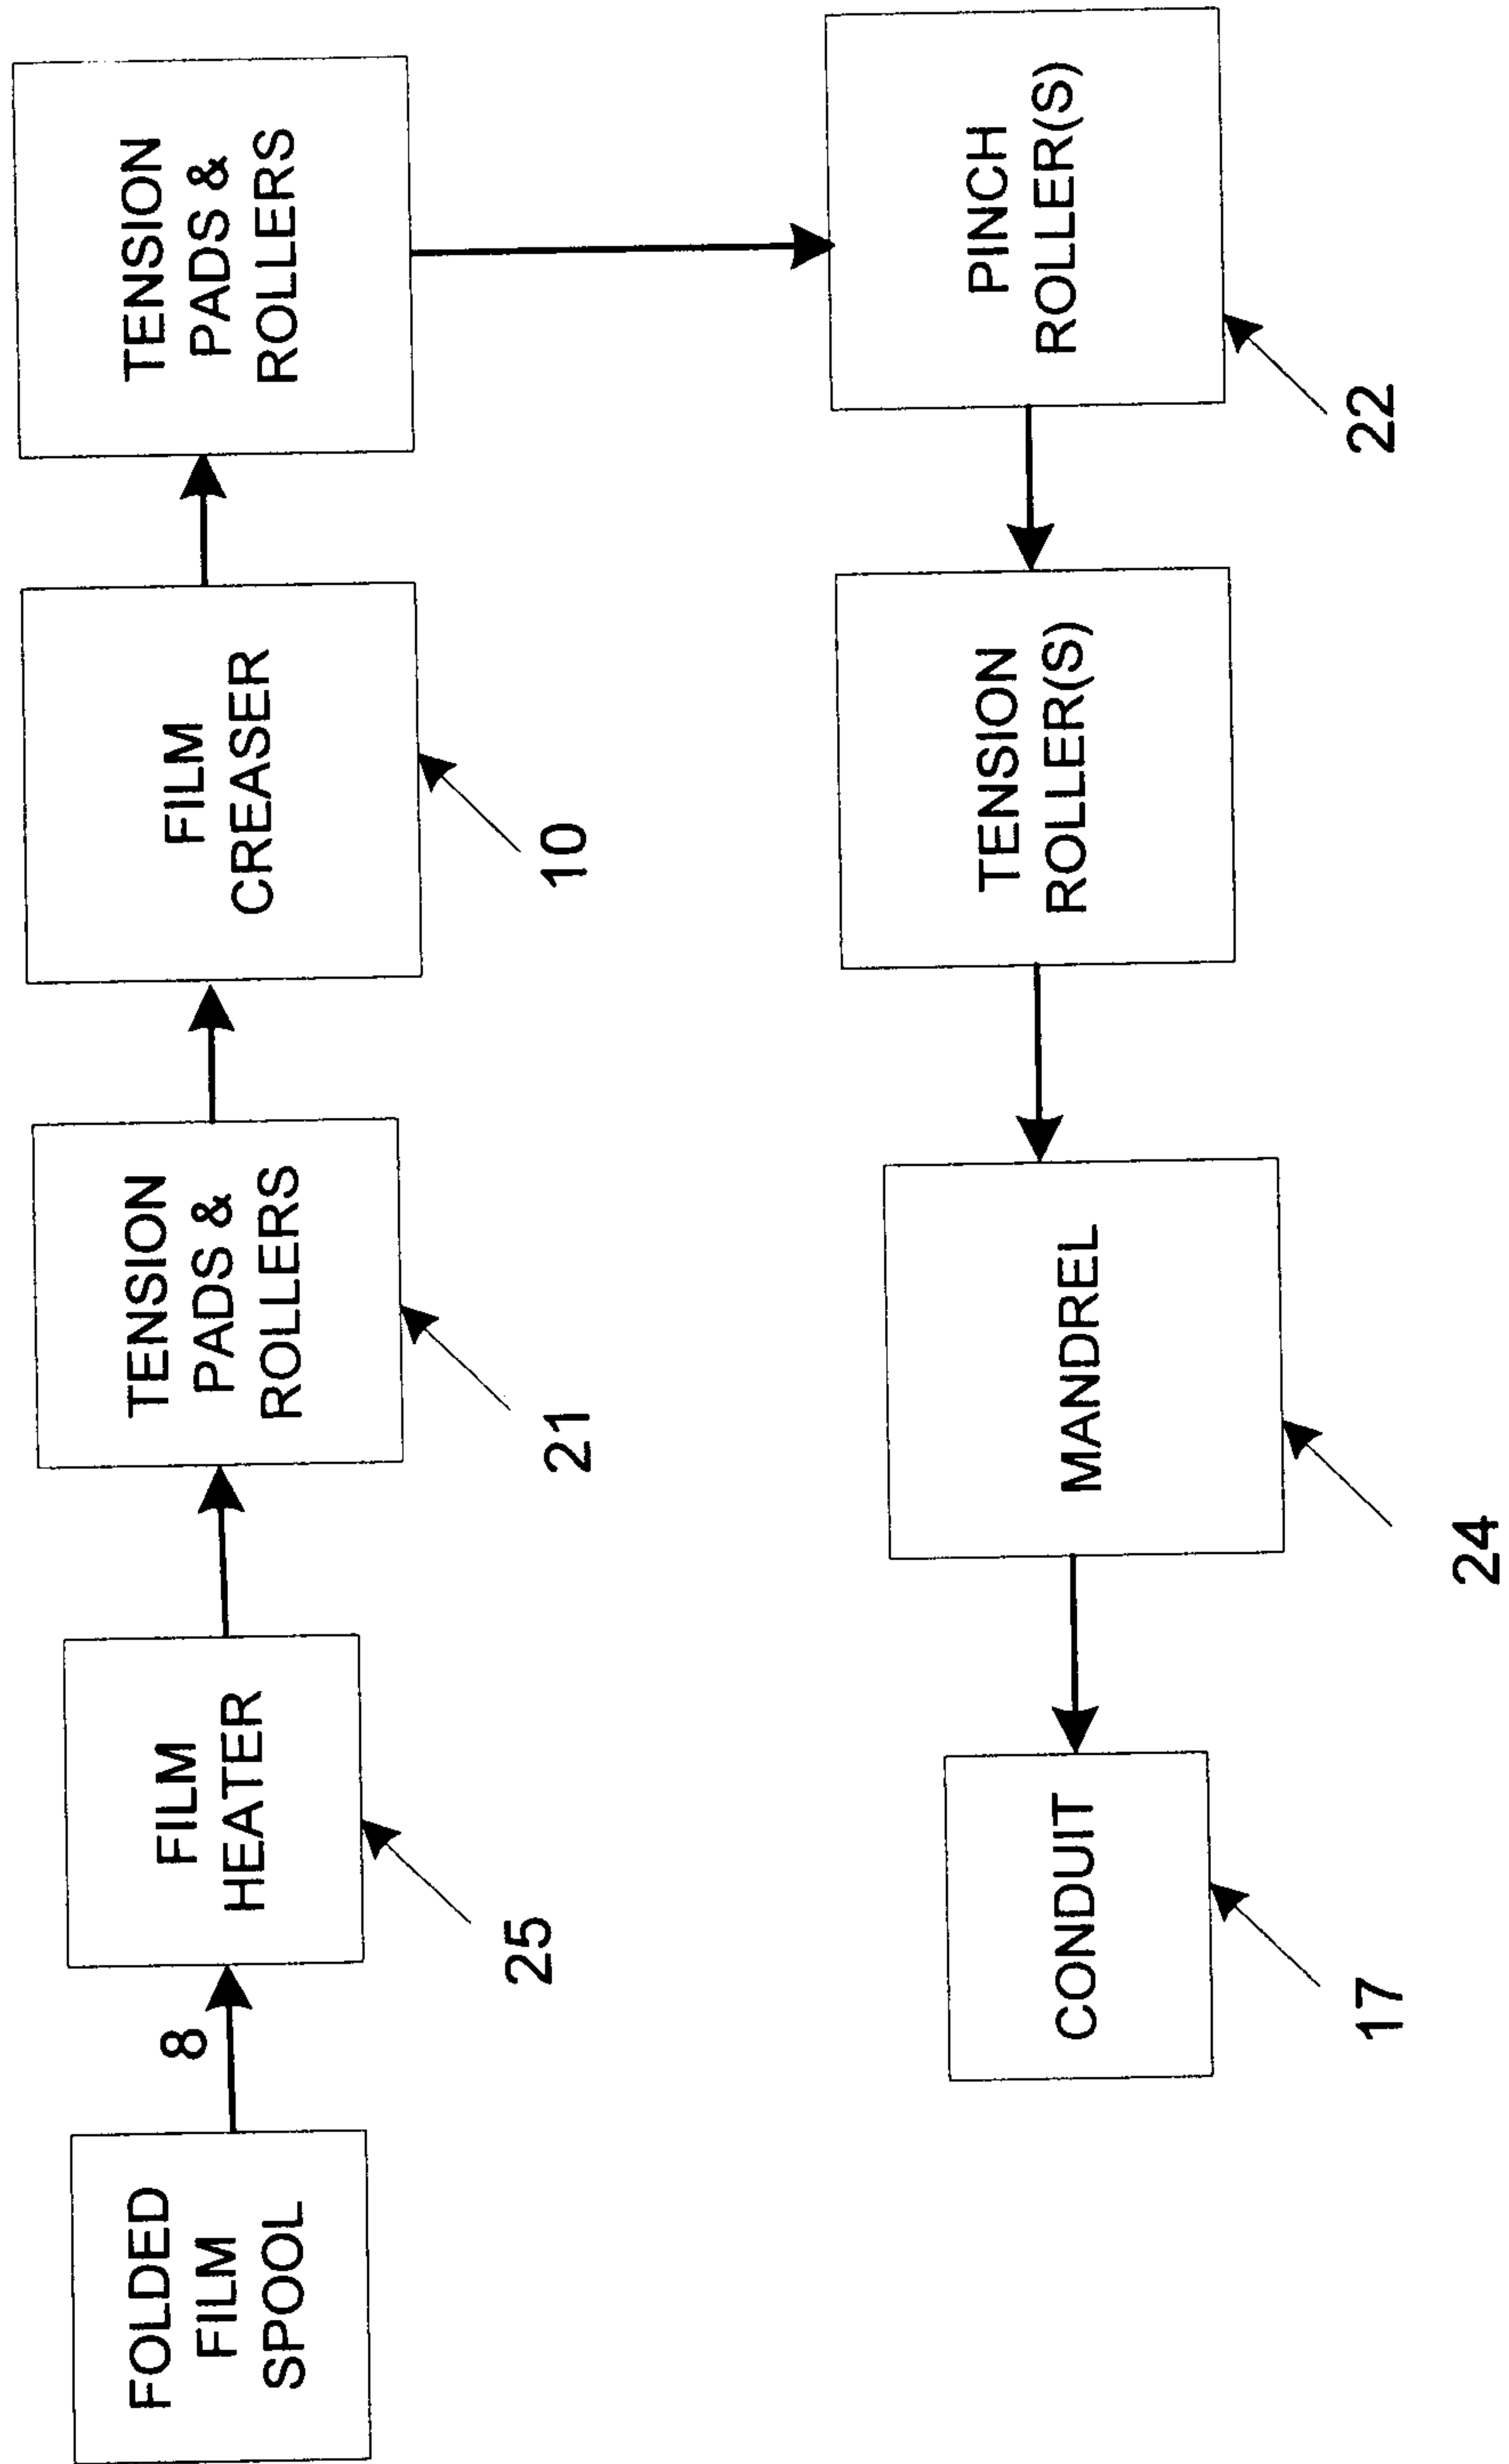 FOLDED
FILM
SPOOL
8
FILM
HEATER
25
TENSION
PADS &
ROLLERS
21
FILM
CREASER
10
TENSION
PADS &
ROLLERS
PINCH
ROLLER(S)
22
TENSION
ROLLER(S)
MANDREL
24
CONDUIT
17